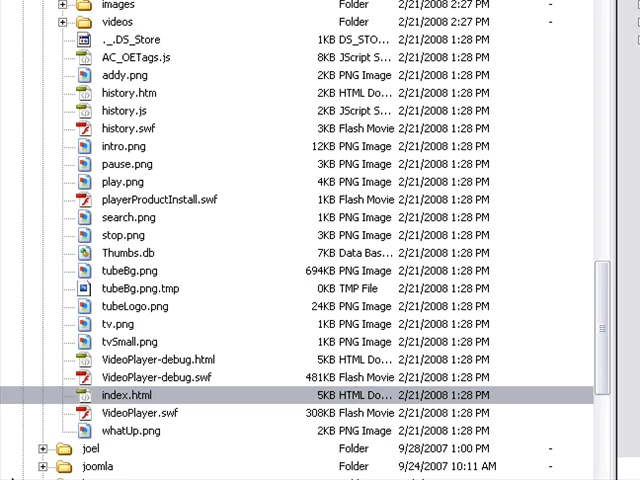 images Folder 2/21/2008 2:27 PM -
videos Folder 2/21/2008 2:27 PM -
._.DS_Store 1KB DS_STO... 2/21/2008 1:28 PM
AC_OETags.js 8KB JScript S... 2/21/2008 1:28 PM
addy.png 2KB PNG Image 2/21/2008 1:28 PM
history.htm 2KB HTML Do... 2/21/2008 1:28 PM
history.js 2KB JScript S... 2/21/2008 1:28 PM
history.swf 3KB Flash Movie 2/21/2008 1:28 PM
intro.png 12KB PNG Image 2/21/2008 1:28 PM
pause.png 3KB PNG Image 2/21/2008 1:28 PM
play.png 4KB PNG Image 2/21/2008 1:28 PM
playerProductInstall.swf 1KB Flash Movie 2/21/2008 1:28 PM
search.png 1KB PNG Image 2/21/2008 1:28 PM
stop.png 3KB PNG Image 2/21/2008 1:28 PM
Thumbs.db 7KB Data Bas... 2/21/2008 1:28 PM
tubeBg.png 694KB PNG Image 2/21/2008 1:28 PM
tubeBg.png.tmp 0KB TMP File 2/21/2008 1:28 PM
tubeLogo.png 24KB PNG Image 2/21/2008 1:28 PM
tv.png 1KB PNG Image 2/21/2008 1:28 PM
tvSmall.png 1KB PNG Image 2/21/2008 1:28 PM
VideoPlayer-debug.html 5KB HTML Do... 2/21/2008 1:28 PM
VideoPlayer-debug.swf 481KB Flash Movie 2/21/2008 1:28 PM
index.html 5KB HTML Do... 2/21/2008 1:28 PM
VideoPlayer.swf 308KB Flash Movie 2/21/2008 1:28 PM
whatUp.png 2KB PNG Image 2/21/2008 1:28 PM
joel Folder 9/28/2007 1:00 PM -
joomla Folder 9/24/2007 10:11 AM -